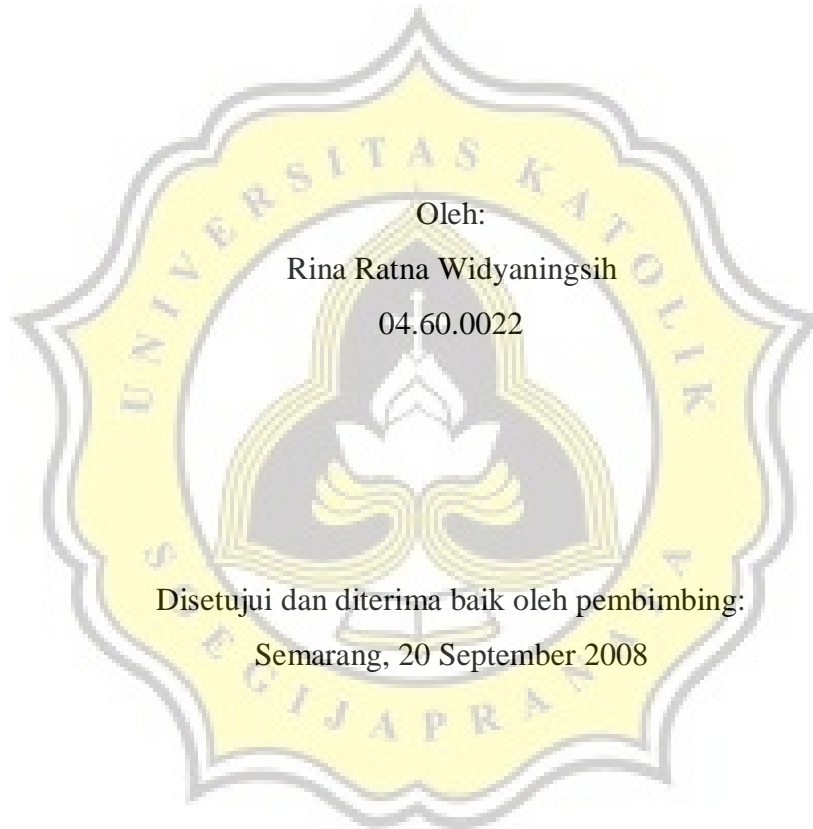 UNIVERSITAS KATOLIK
Oleh:
Rina Ratna Widyaningsih
04.60.0022
Disetujui dan diterima baik oleh pembimbing:
Semarang, 20 September 2008
SOEGIJAPRANATA